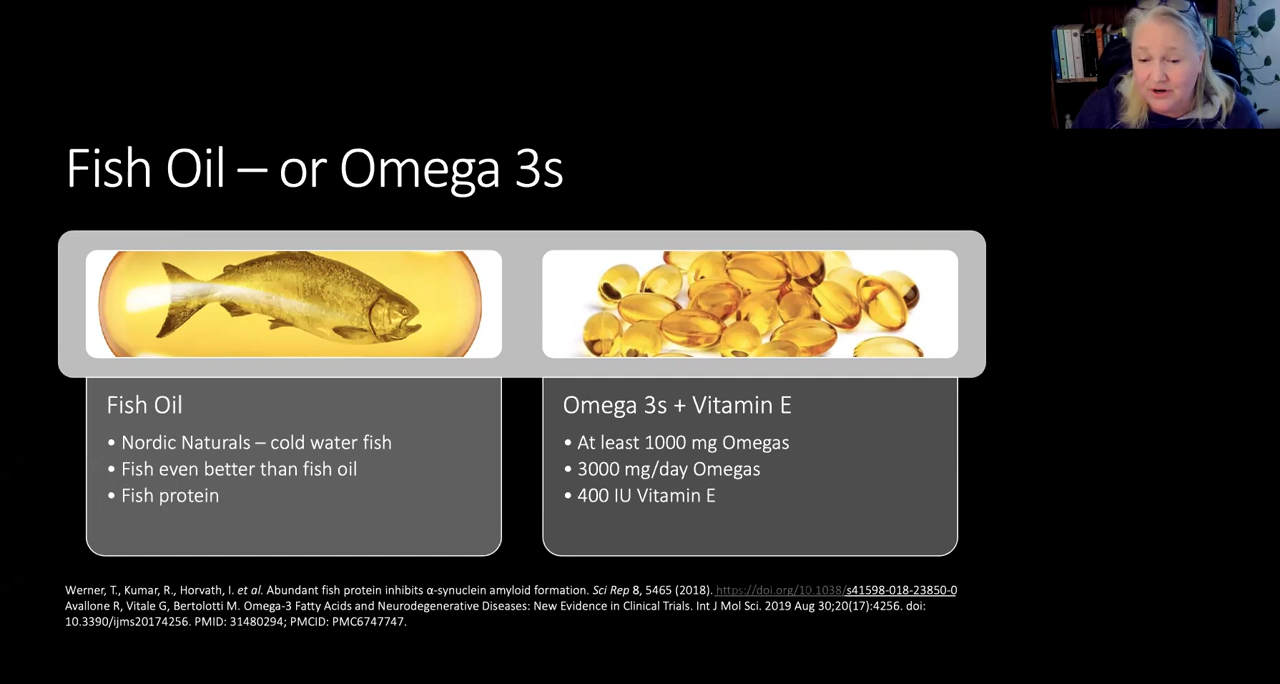 Fish Oil – or Omega 3s
Fish Oil
• Nordic Naturals – cold water fish
• Fish even better than fish oil
• Fish protein
Omega 3s + Vitamin E
• At least 1000 mg Omegas
• 3000 mg/day Omegas
• 400 IU Vitamin E
Werner, T., Kumar, R., Horvath, I. et al. Abundant fish protein inhibits α-synuclein amyloid formation. Sci Rep 8, 5465 (2018). https://doi.org/10.1038/s41598-018-23850-0
Avallone R, Vitale G, Bertolotti M. Omega-3 Fatty Acids and Neurodegenerative Diseases: New Evidence in Clinical Trials. Int J Mol Sci. 2019 Aug 30;20(17):4256. doi:
10.3390/ijms20174256. PMID: 31480294; PMCID: PMC6747747.